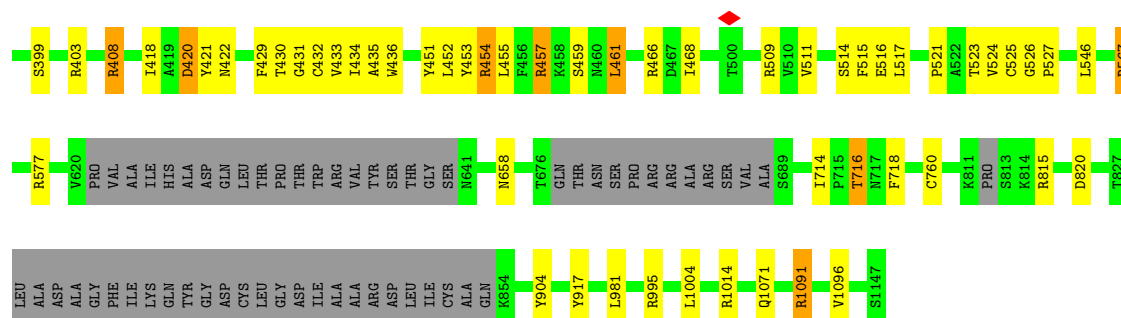 S399 R403 R408 I418 A419 D420 Y421 N422 F429 T430 G431 C432 V433 I434 A435 W436 Y451 L452 Y453 R454 L455 F456 R457 K458 S459 N460 L461 R466 D467 I468 T500 R509 V510 V511 S514 F515 E516 L517 P521 A522 T523 V524 C525 G526 P527 L546
R577 V620 PRO VAL ALA ILE HIS ALA ASP GLN LEU THR PRO THR TRP ARG VAL TYR SER THR GLY SER N641 N658 T676 GLN THR ASN SER PRO ARG ARG ALA ARG SER VAL ALA S689 I714 P715 T716 N717 F718 C760 K811 PRO S813 K814 R815 D820 T827
LEU ALA ASP ALA GLY PHE ILE LYS GLN TYR GLY ASP CYS LEU GLY ASP ILE ALA ALA ARG ASP LEU ILE CYS ALA GLN K854 Y904 Y917 L981 R995 L1004 R1014 Q1071 R1091 V1096 S1147